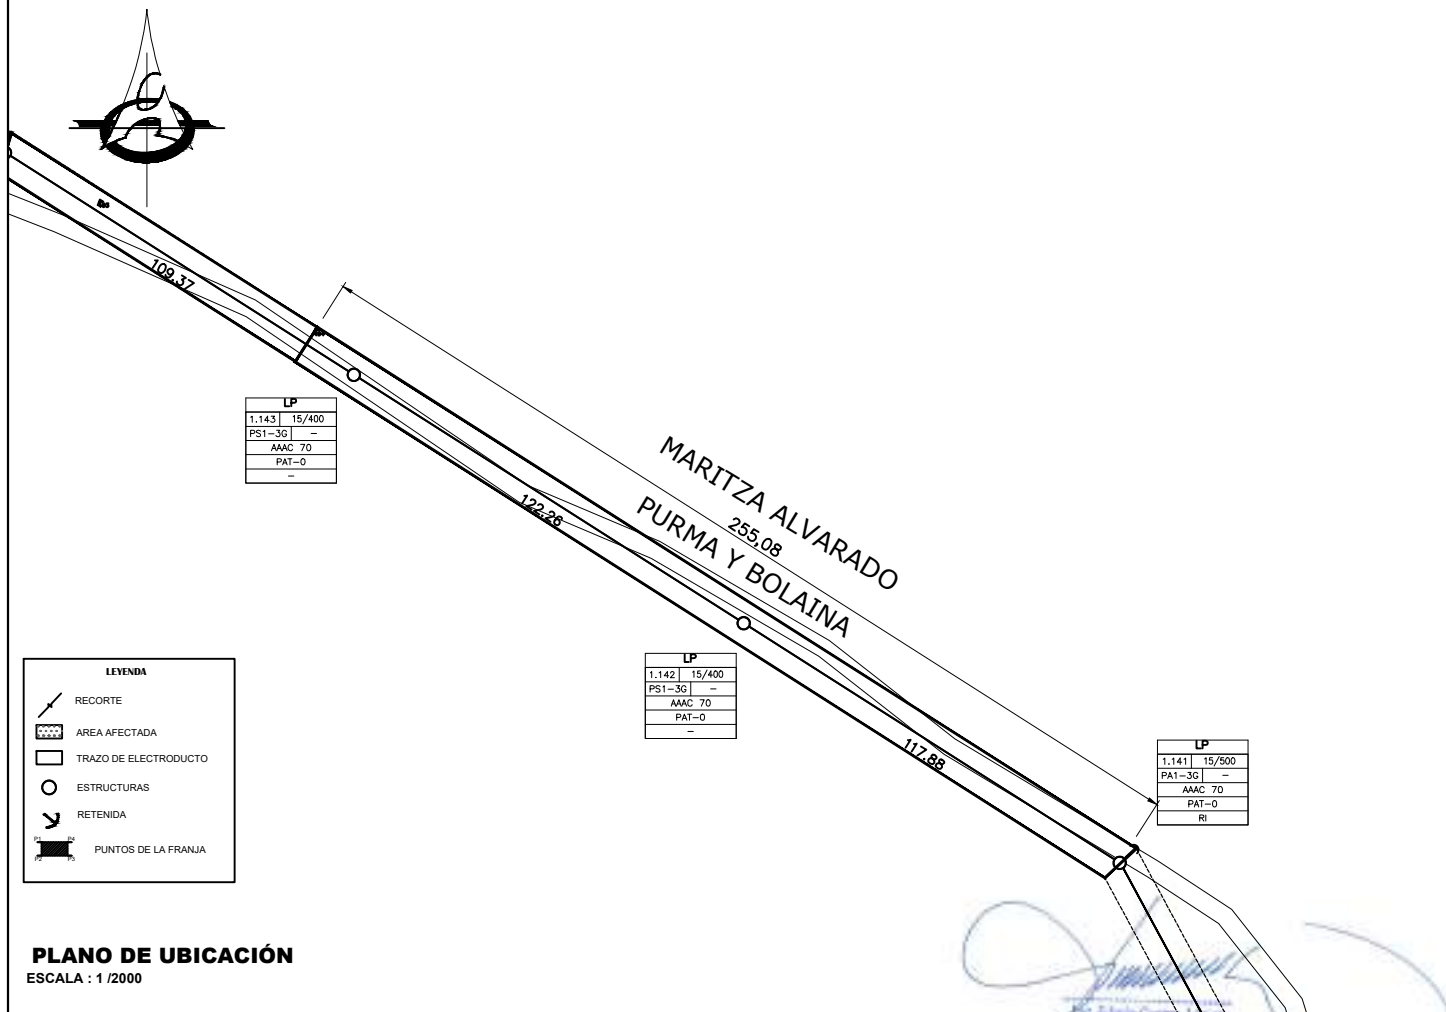 109.37
LP
1.143 15/400
PS1-3G -
AAAC 70
PAT-0
-
122.26
MARITZA ALVARADO
255,08
PURMA Y BOLAINA
LP
1.142 15/400
PS1-3G -
AAAC 70
PAT-0
-
117.88
LP
1.141 15/500
PA1-3G -
AAAC 70
PAT-0
RI
LEYENDA
RECORTE
AREA AFECTADA
TRAZO DE ELECTRODUCTO
ESTRUCTURAS
RETENIDA
P1 P4
PUNTOS DE LA FRANJA
P2 P3
PLANO DE UBICACIÓN
ESCALA : 1 /2000